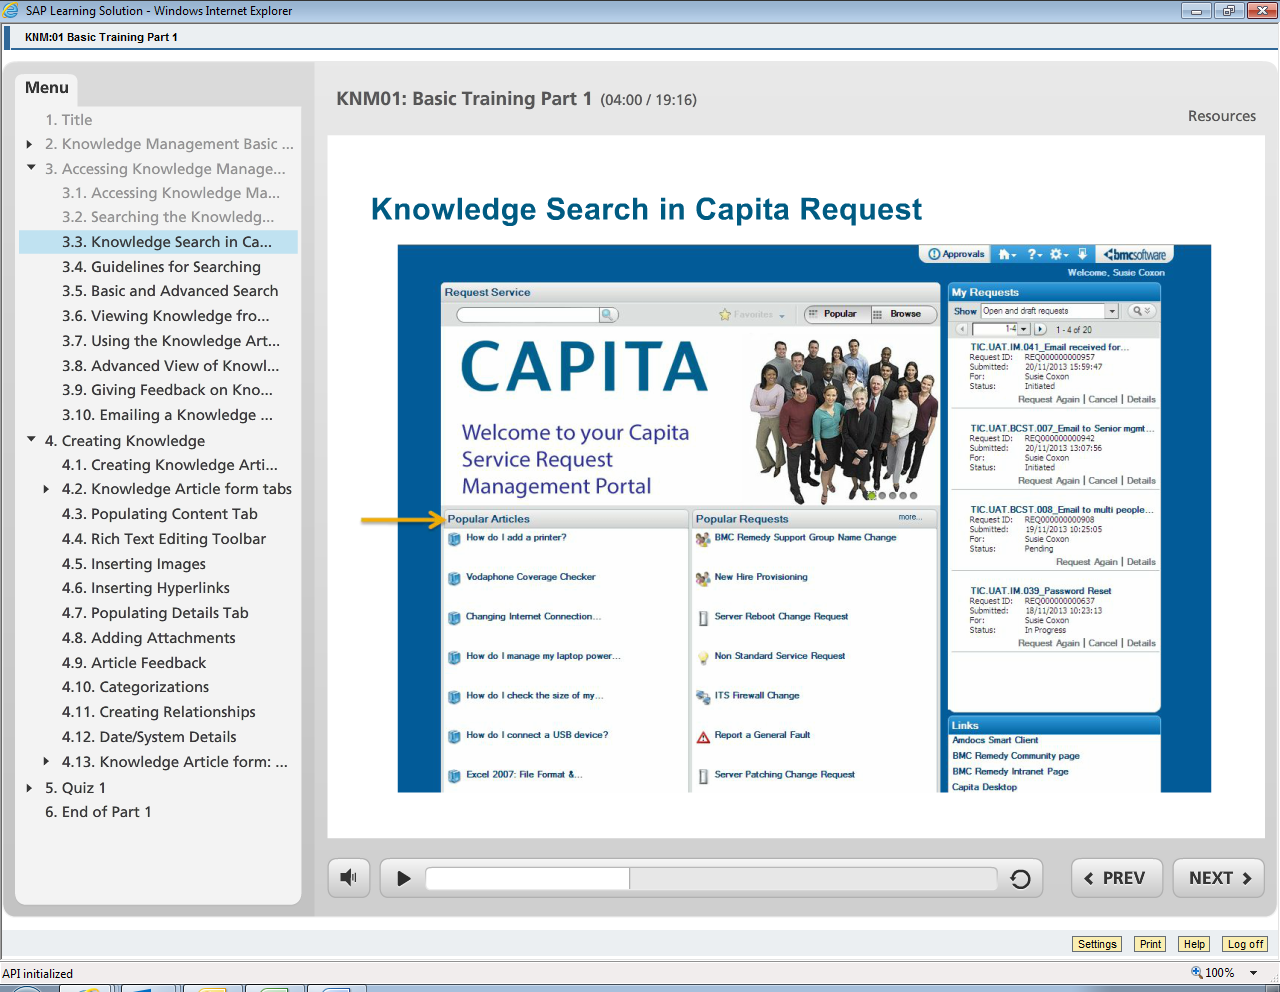 SAP Learning Solution - Windows Internet Explorer
KNM:01 Basic Training Part 1
Menu
1. Title
2. Knowledge Management Basic ...
3. Accessing Knowledge Manage...
3.1. Accessing Knowledge Ma...
3.2. Searching the Knowledg...
3.3. Knowledge Search in Ca...
3.4. Guidelines for Searching
3.5. Basic and Advanced Search
3.6. Viewing Knowledge fro...
3.7. Using the Knowledge Art...
3.8. Advanced View of Knowl...
3.9. Giving Feedback on Kno...
3.10. Emailing a Knowledge ...
4. Creating Knowledge
4.1. Creating Knowledge Arti...
4.2. Knowledge Article form tabs
4.3. Populating Content Tab
4.4. Rich Text Editing Toolbar
4.5. Inserting Images
4.6. Inserting Hyperlinks
4.7. Populating Details Tab
4.8. Adding Attachments
4.9. Article Feedback
4.10. Categorizations
4.11. Creating Relationships
4.12. Date/System Details
4.13. Knowledge Article form: ...
5. Quiz 1
6. End of Part 1
KNM01: Basic Training Part 1 (04:00 / 19:16)
Resources
Knowledge Search in Capita Request
Approvals
bmcsoftware
Welcome, Susie Coxon
Request Service
Favorites
Popular
Browse
CAPITA
Welcome to your Capita
Service Request
Management Portal
Popular Articles
How do I add a printer?
Vodaphone Coverage Checker
Changing Internet Connection...
How do I manage my laptop power...
How do I check the size of my...
How do I connect a USB device?
Excel 2007: File Format &...
Popular Requests
more...
BMC Remedy Support Group Name Change
New Hire Provisioning
Server Reboot Change Request
Non Standard Service Request
ITS Firewall Change
Report a General Fault
Server Patching Change Request
My Requests
Show Open and draft requests
1-4 1 - 4 of 20
TIC.UAT.IM.041_Email received for...
Request ID: REQ000000000957
Submitted: 20/11/2013 15:59:47
For: Susie Coxon
Status: Initiated
Request Again | Cancel | Details
TIC.UAT.BCST.007_Email to Senior mgmt...
Request ID: REQ000000000942
Submitted: 20/11/2013 13:07:56
For: Susie Coxon
Status: Initiated
Request Again | Cancel | Details
TIC.UAT.BCST.008_Email to multi people...
Request ID: REQ000000000908
Submitted: 19/11/2013 10:25:05
For: Susie Coxon
Status: Pending
Request Again | Details
TIC.UAT.IM.039_Password Reset
Request ID: REQ000000000637
Submitted: 18/11/2013 10:23:13
For: Susie Coxon
Status: In Progress
Request Again | Cancel | Details
Links
Amdocs Smart Client
BMC Remedy Community page
BMC Remedy Intranet Page
Capita Desktop
PREV
NEXT
Settings
Print
Help
Log off
API initialized
100%